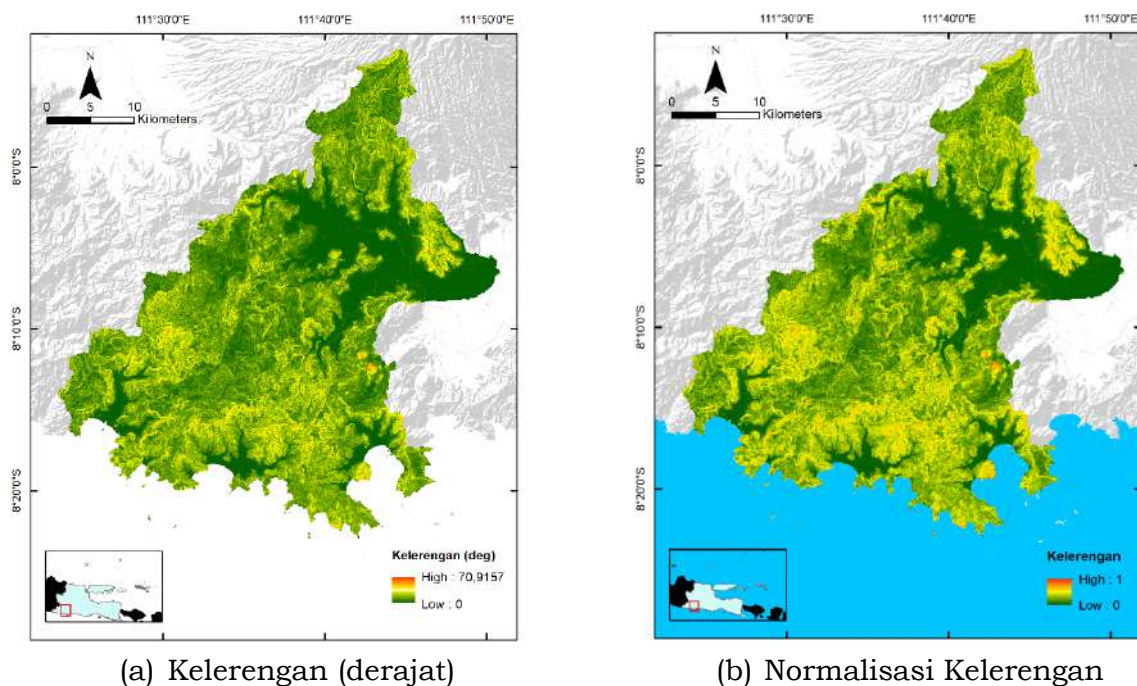 111°30'0"E 111°40'0"E 111°50'0"E
N
0 5 10
Kilometers
8°0'0"S
8°10'0"S
8°20'0"S
Kelerengan (deg)
High : 70,9157
Low : 0
(a) Kelerengan (derajat)
111°30'0"E 111°40'0"E 111°50'0"E
N
0 5 10
Kilometers
8°0'0"S
8°10'0"S
8°20'0"S
Kelerengan
High : 1
Low : 0
(b) Normalisasi Kelerengan